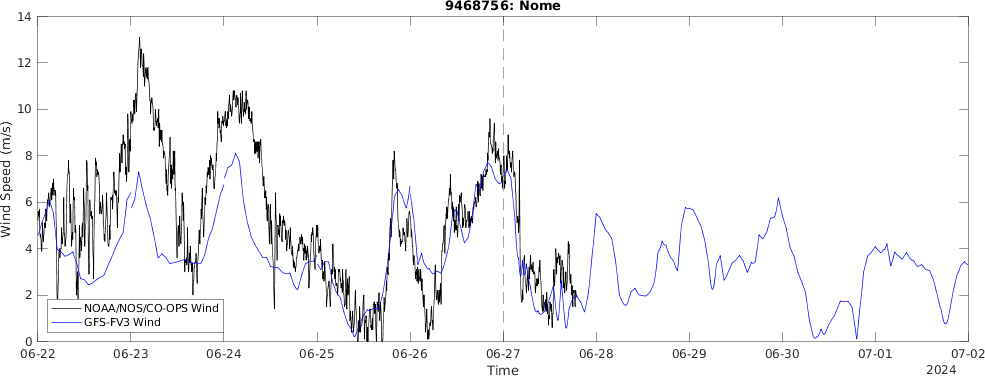 9468756: Nome
14
12
10
8
6
4
2
0
Wind Speed (m/s)
NOAA/NOS/CO-OPS Wind
GFS-FV3 Wind
06-22 06-23 06-24 06-25 06-26 06-27 06-28 06-29 06-30 07-01 07-02
Time
2024